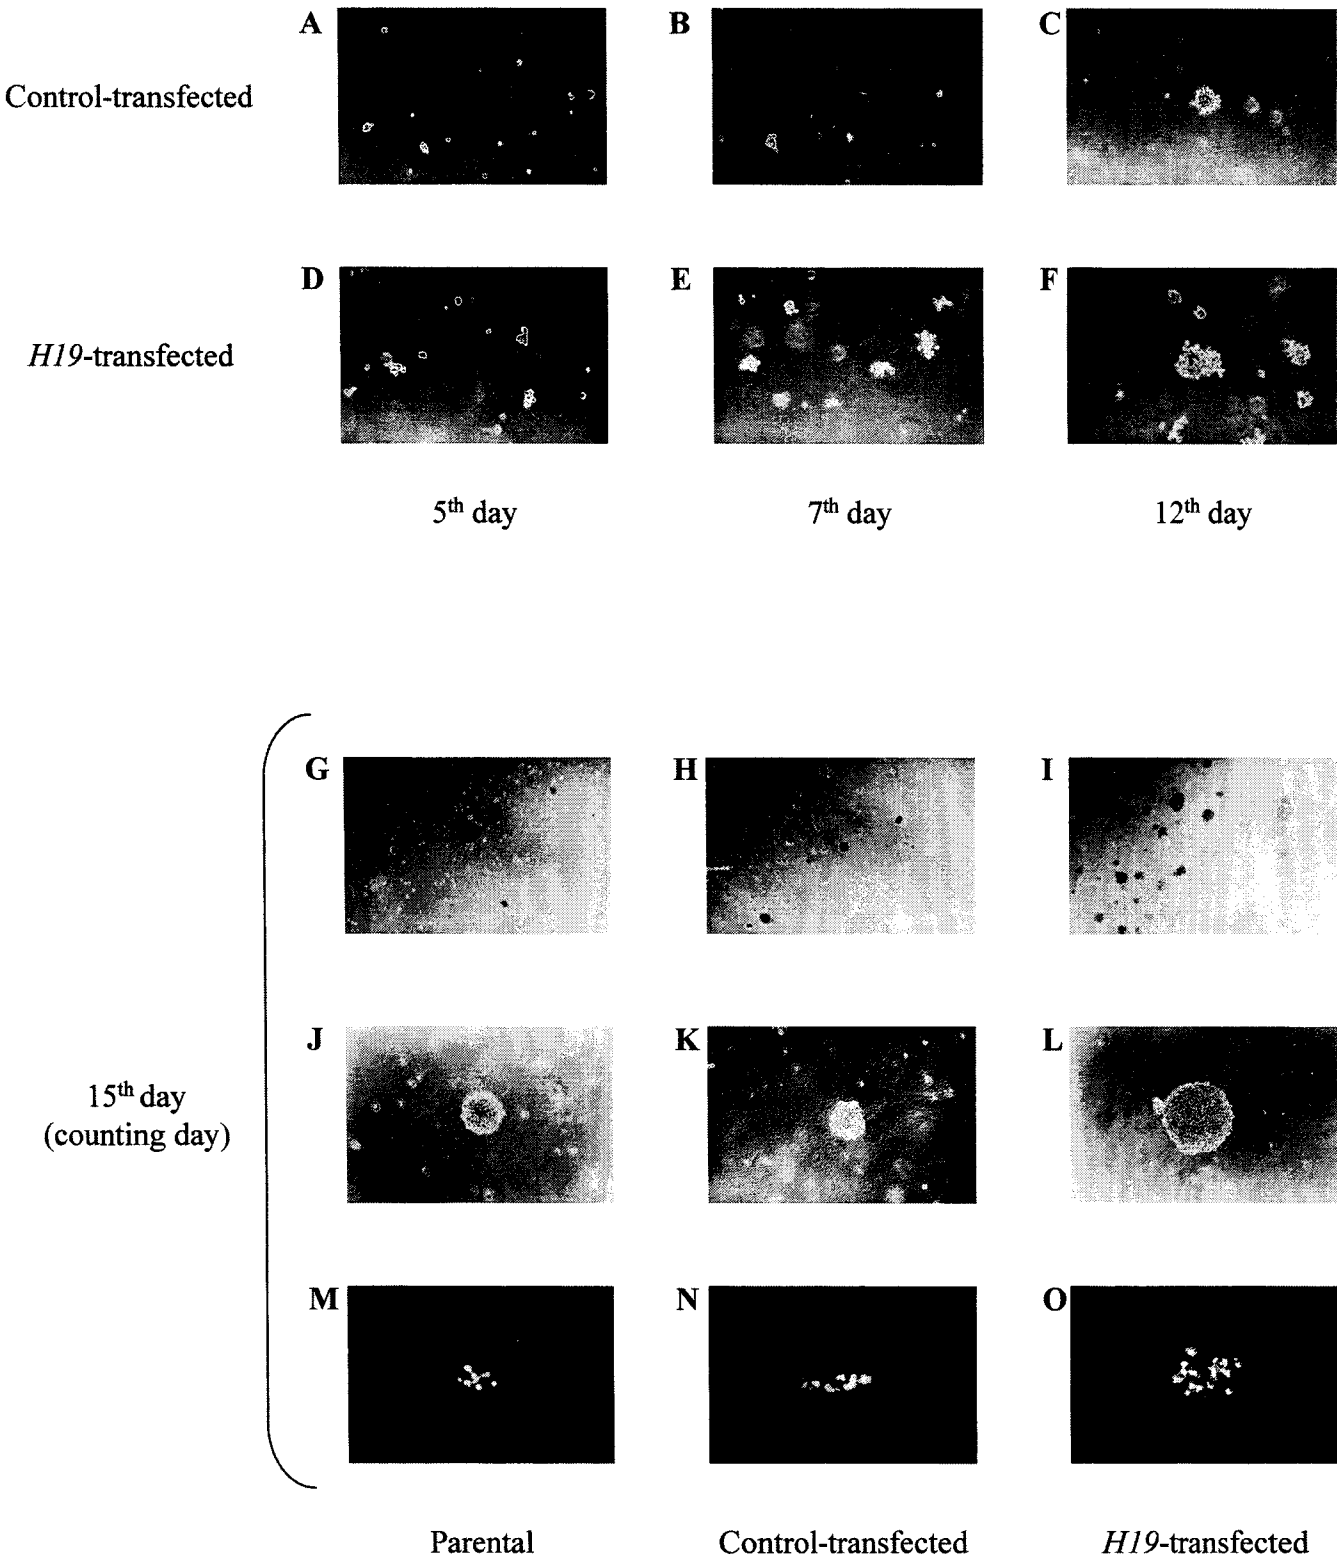 A B C
Control-transfected
D E F
H19-transfected
5th day 7th day 12th day
G H I
J K L
15th day
(counting day)
M N O
Parental Control-transfected H19-transfected